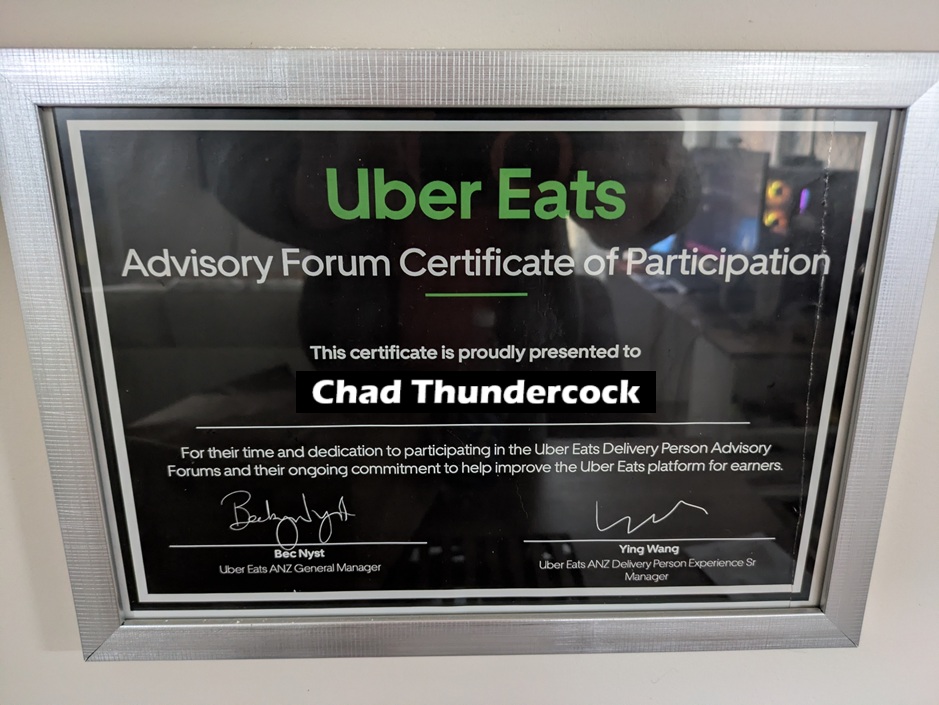 Uber Eats
Advisory Forum Certificate of Participation
This certificate is proudly presented to
Chad Thundercock
For their time and dedication to participating in the Uber Eats Delivery Person Advisory
Forums and their ongoing commitment to help improve the Uber Eats platform for earners.
Becky Nyst
Bec Nyst
Uber Eats ANZ General Manager
Ying Wang
Uber Eats ANZ Delivery Person Experience Sr
Manager